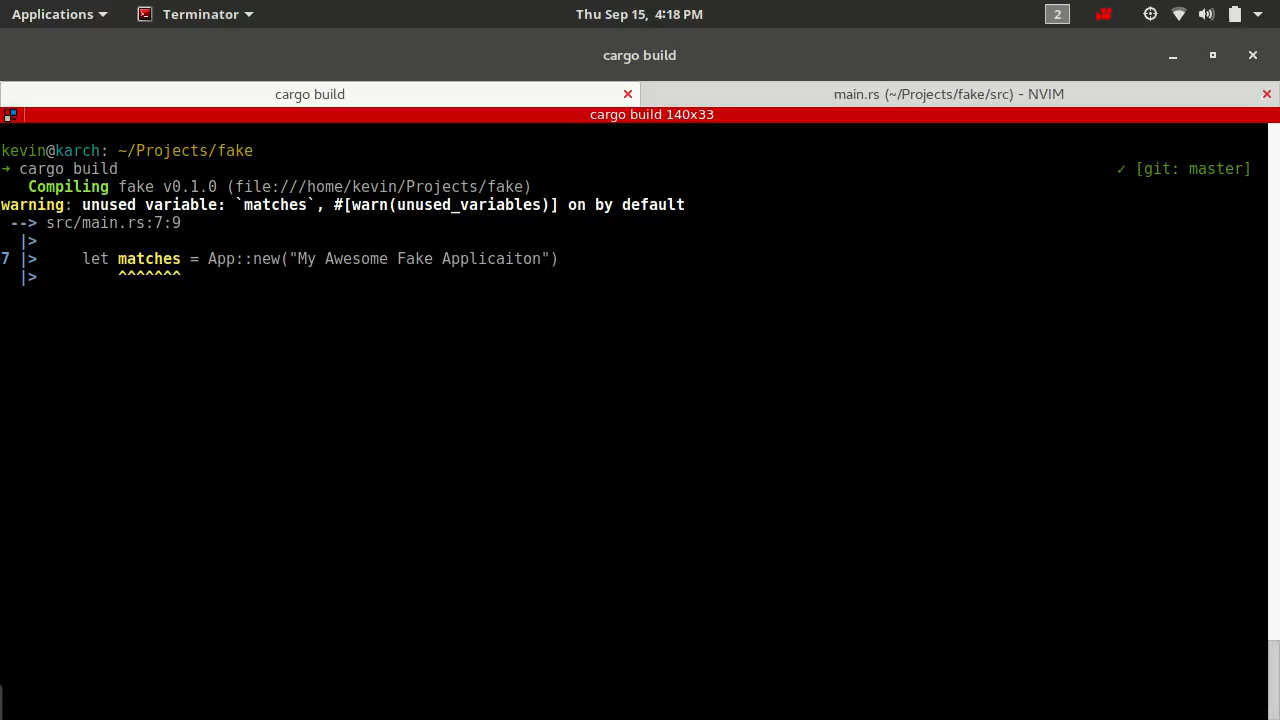 Applications Terminator Thu Sep 15, 4:18 PM 2
cargo build
cargo build main.rs (~/Projects/fake/src) - NVIM
cargo build 140x33
kevin@karch: ~/Projects/fake
➜ cargo build ✓ [git: master]
   Compiling fake v0.1.0 (file:///home/kevin/Projects/fake)
warning: unused variable: `matches`, #[warn(unused_variables)] on by default
 --> src/main.rs:7:9
  |>
7 |>     let matches = App::new("My Awesome Fake Applicaiton")
  |>         ^^^^^^^